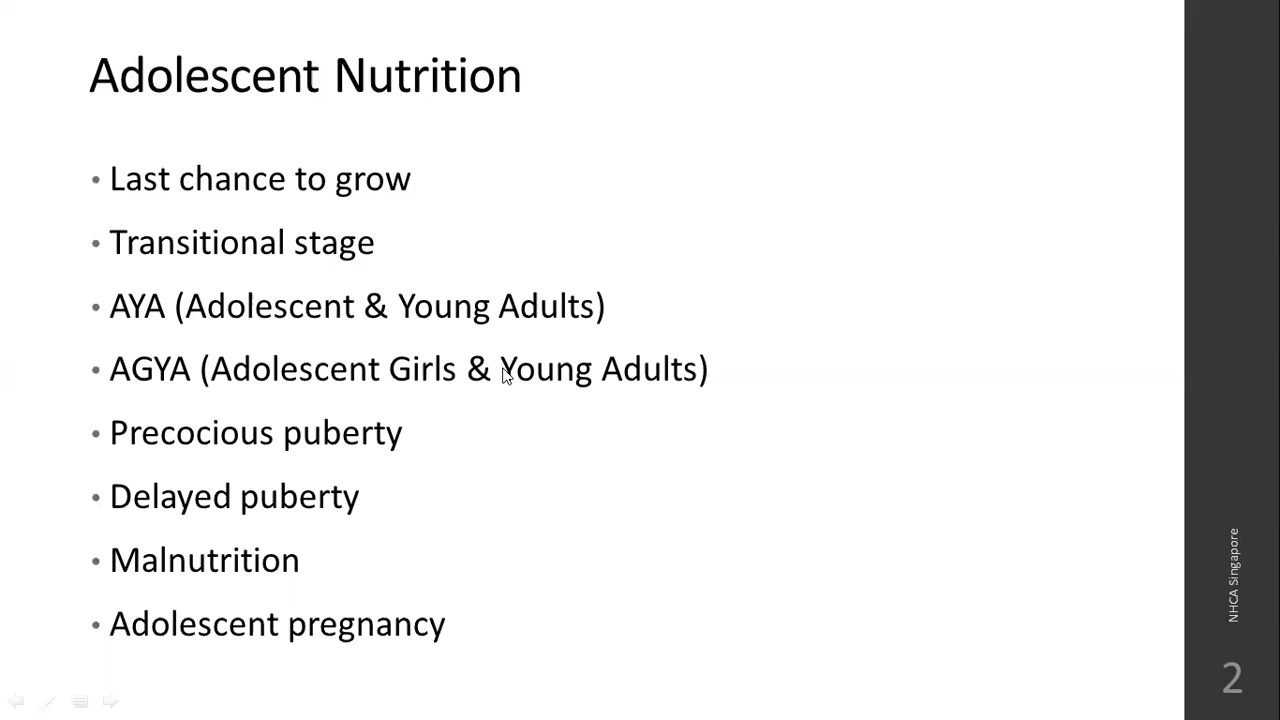 Adolescent Nutrition
• Last chance to grow
• Transitional stage
• AYA (Adolescent & Young Adults)
• AGYA (Adolescent Girls & Young Adults)
• Precocious puberty
• Delayed puberty
• Malnutrition
• Adolescent pregnancy
NHCA Singapore
2